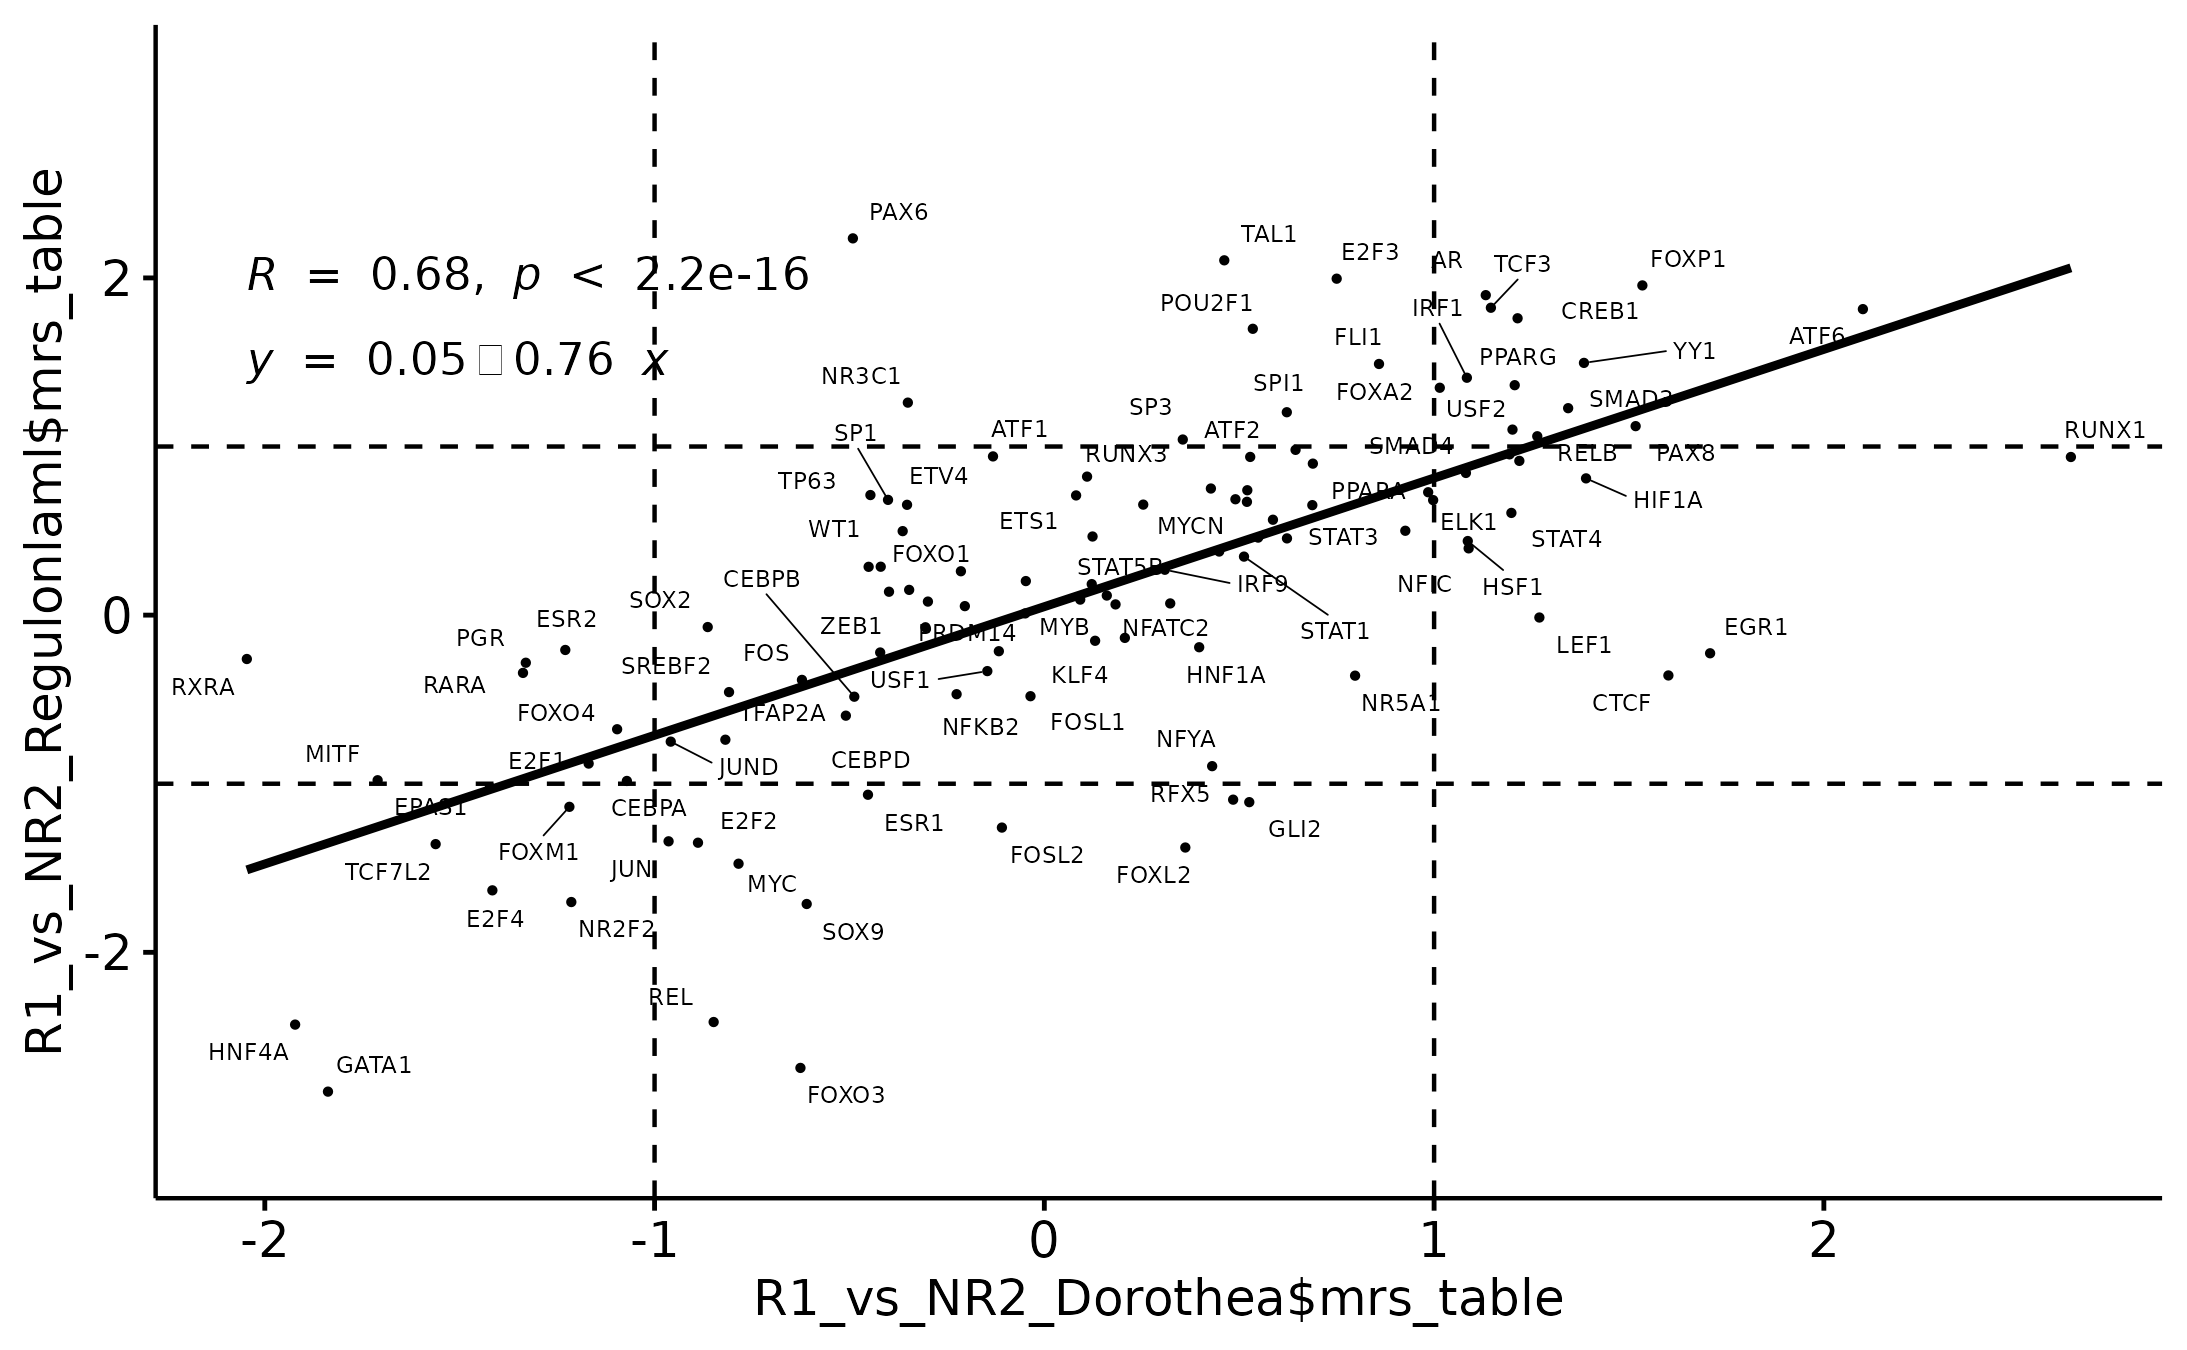 R1_vs_NR2_Regulonlaml$mrs_table
2
0
-2
R = 0.68, p < 2.2e-16
y = 0.05 □ 0.76 x
PAX6
TAL1
E2F3
AR
TCF3
FOXP1
POU2F1
IRF1
CREB1
FLI1
ATF6
PPARG
YY1
NR3C1
SPI1
FOXA2
SMAD3
SP3
USF2
SP1
ATF1
ATF2
RUNX1
SMAD4
RUNX3
RELB
PAX8
TP63
ETV4
PPARA
HIF1A
WT1
ETS1
MYCN
ELK1
STAT3
STAT4
FOXO1
STAT5B
CEBPB
IRF9
NFIC
HSF1
SOX2
ESR2
ZEB1
PRDM14
MYB
NFATC2
STAT1
EGR1
PGR
LEF1
FOS
SREBF2
USF1
KLF4
HNF1A
RXRA
RARA
NR5A1
CTCF
FOXO4
TFAP2A
NFKB2
FOSL1
NFYA
MITF
E2F1
JUND
CEBPD
RFX5
EPAS1
CEBPA
E2F2
ESR1
GLI2
FOXM1
FOSL2
TCF7L2
JUN
MYC
FOXL2
E2F4
NR2F2
SOX9
REL
HNF4A
GATA1
FOXO3
-2
-1
0
1
2
R1_vs_NR2_Dorothea$mrs_table